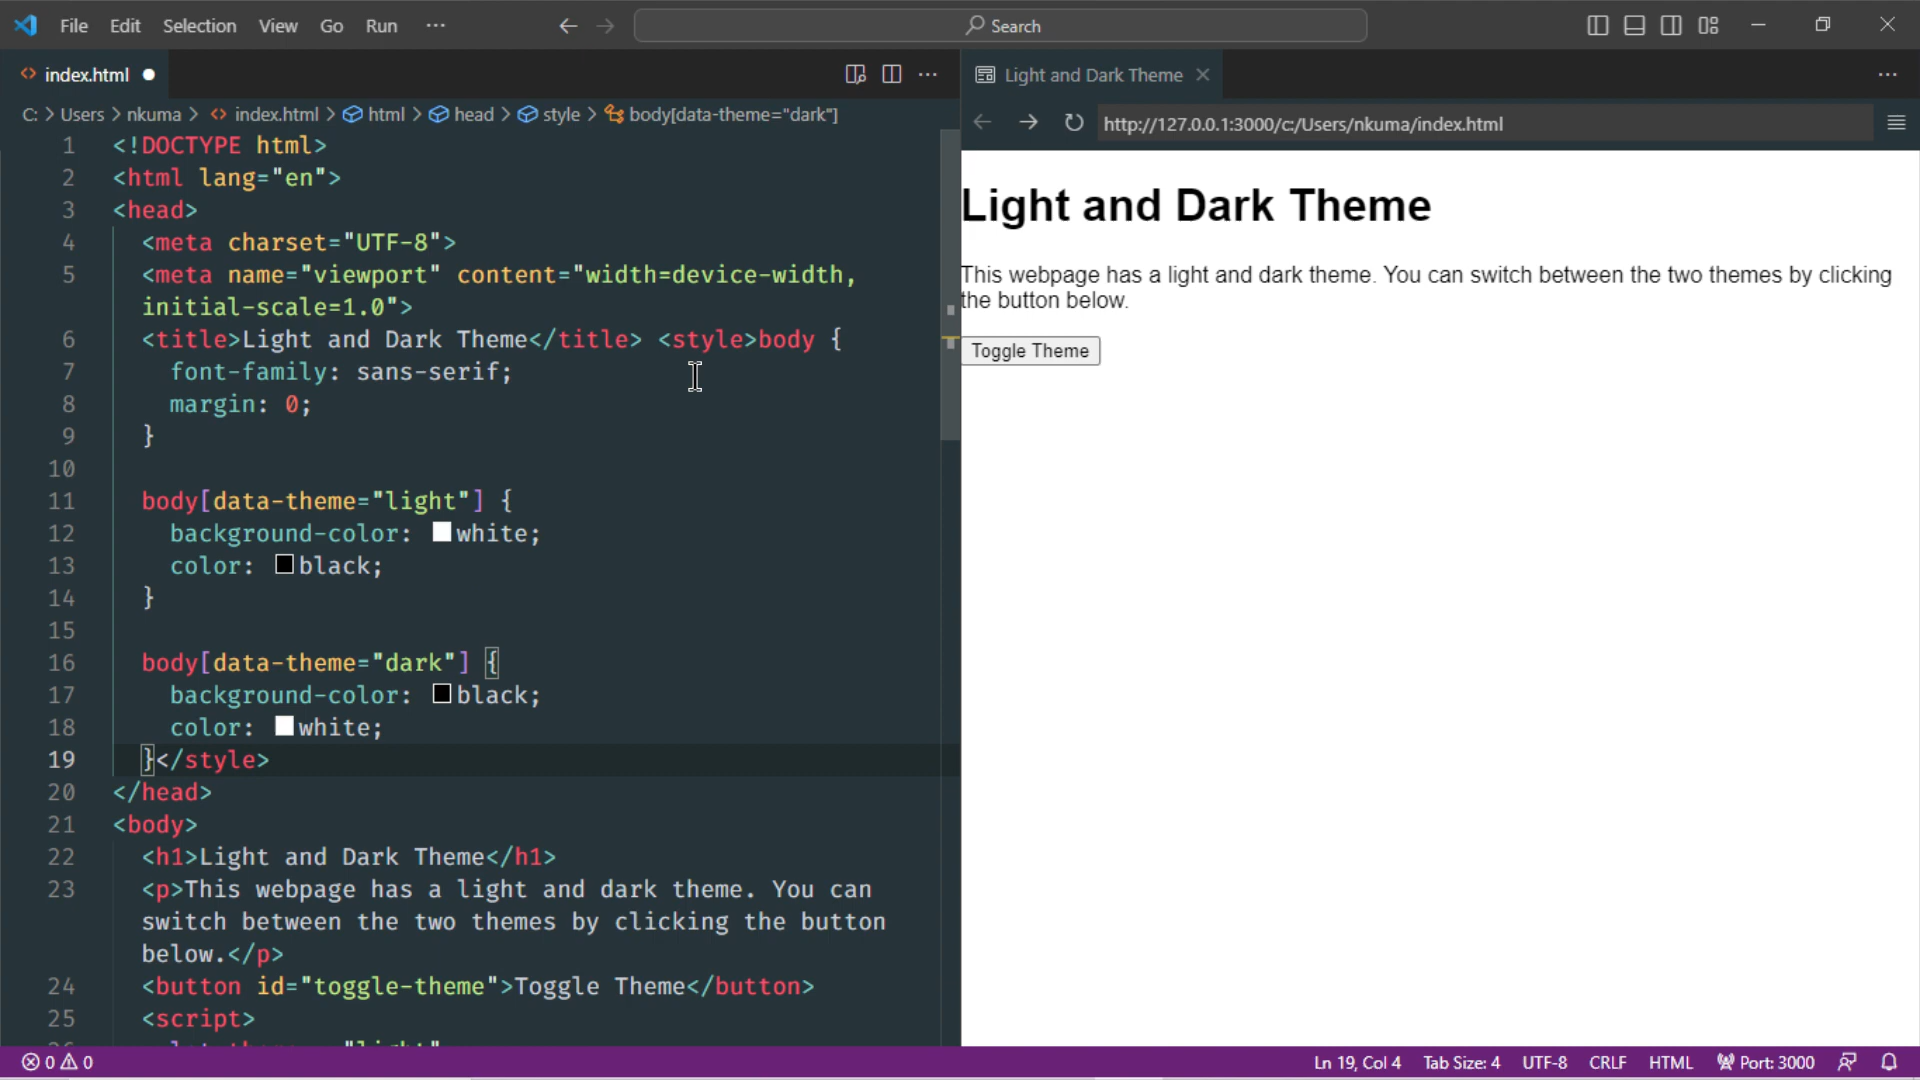 File Edit Selection View Go Run ··· Search
index.html
Light and Dark Theme
C: > Users > nkuma > index.html > html > head > style > body[data-theme="dark"]
http://127.0.0.1:3000/c:/Users/nkuma/index.html
1 <!DOCTYPE html>
2 <html lang="en">
3 <head>
4 <meta charset="UTF-8">
5 <meta name="viewport" content="width=device-width,
initial-scale=1.0">
6 <title>Light and Dark Theme</title> <style>body {
7 font-family: sans-serif;
8 margin: 0;
9 }
10
11 body[data-theme="light"] {
12 background-color: white;
13 color: black;
14 }
15
16 body[data-theme="dark"] {
17 background-color: black;
18 color: white;
19 }</style>
20 </head>
21 <body>
22 <h1>Light and Dark Theme</h1>
23 <p>This webpage has a light and dark theme. You can
switch between the two themes by clicking the button
below.</p>
24 <button id="toggle-theme">Toggle Theme</button>
25 <script>
Light and Dark Theme
This webpage has a light and dark theme. You can switch between the two themes by clicking
the button below.
Toggle Theme
0 0 Ln 19, Col 4 Tab Size: 4 UTF-8 CRLF HTML Port: 3000